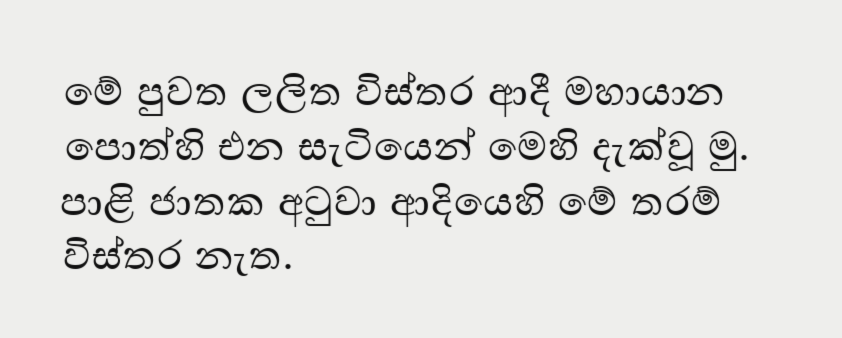 මේ පුවත ලලිත විස්තර ආදී මහායාන
පොත්හි එන සැටියෙන් මෙහි දැක්වූ මු.
පාළි ජාතක අටුවා ආදියෙහි මේ තරම්
විස්තර නැත.